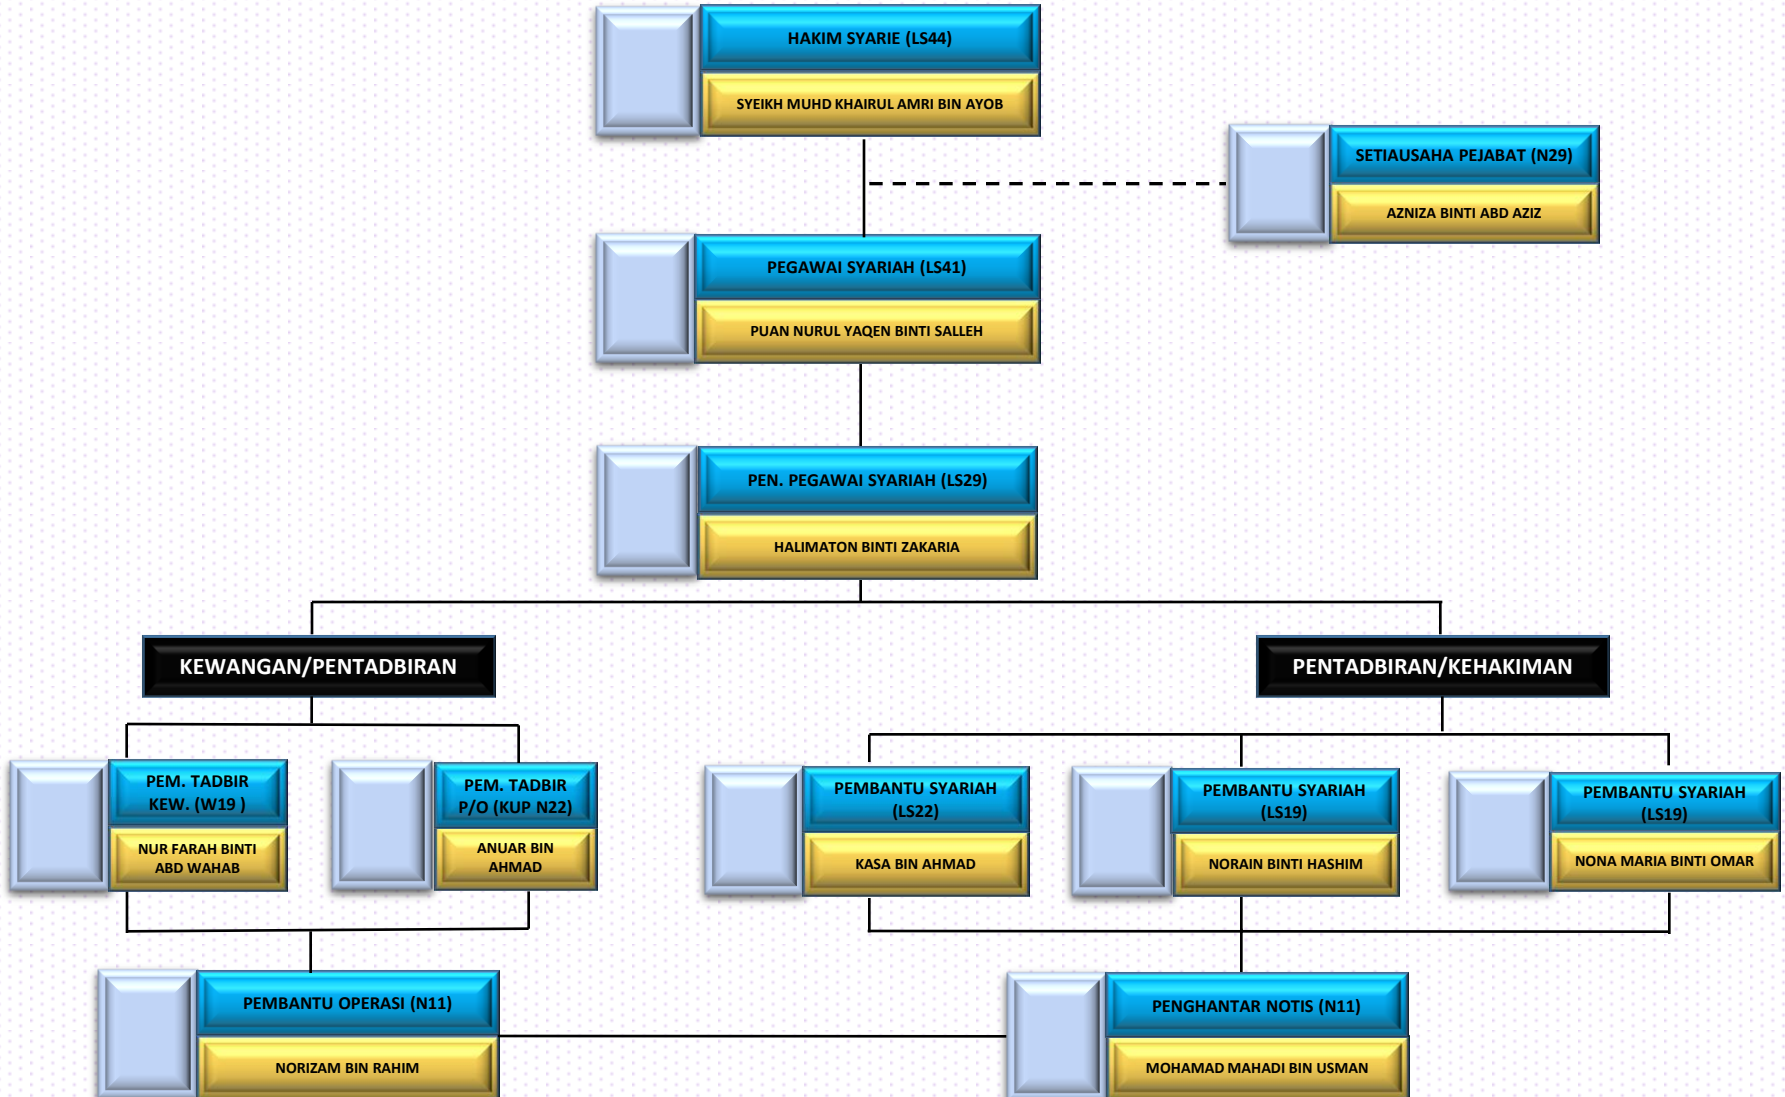 HAKIM SYARIE (LS44)
SYEIKH MUHD KHAIRUL AMRI BIN AYOB
SETIAUSAHA PEJABAT (N29)
AZNIZA BINTI ABD AZIZ
PEGAWAI SYARIAH (LS41)
PUAN NURUL YAQEN BINTI SALLEH
PEN. PEGAWAI SYARIAH (LS29)
HALIMATON BINTI ZAKARIA
KEWANGAN/PENTADBIRAN
PENTADBIRAN/KEHAKIMAN
PEM. TADBIR
KEW. (W19 )
NUR FARAH BINTI
ABD WAHAB
PEM. TADBIR
P/O (KUP N22)
ANUAR BIN
AHMAD
PEMBANTU SYARIAH
(LS22)
KASA BIN AHMAD
PEMBANTU SYARIAH
(LS19)
NORAIN BINTI HASHIM
PEMBANTU SYARIAH
(LS19)
NONA MARIA BINTI OMAR
PEMBANTU OPERASI (N11)
NORIZAM BIN RAHIM
PENGHANTAR NOTIS (N11)
MOHAMAD MAHADI BIN USMAN